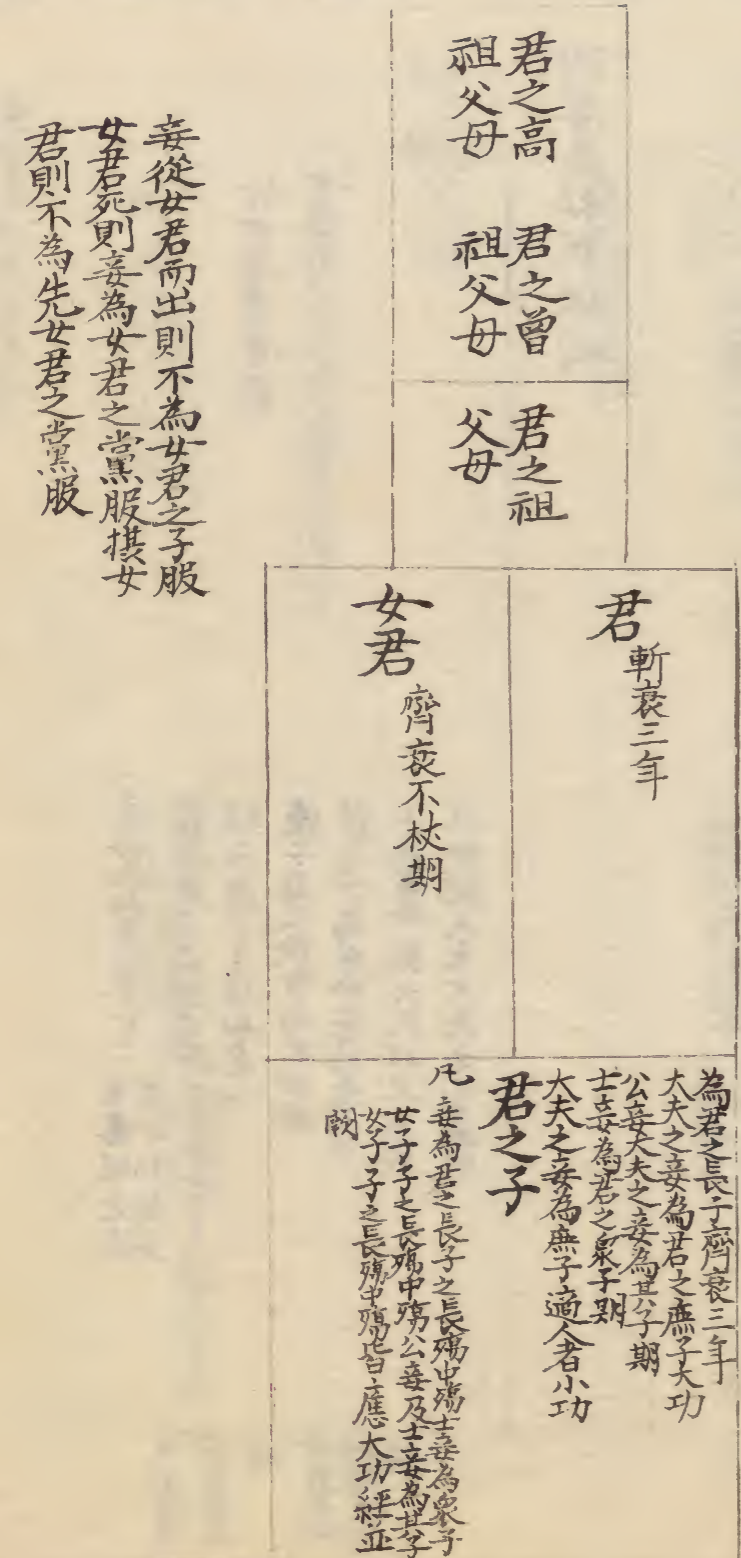 君之高
祖父母
君之曾
祖父母
君之祖
父母
君
斬衰三年
女君
齊衰不杖期
為君之長子齊衰三年
大夫之妾為君之庶子大功
公妾大夫之妾為其子期
士妾為君之衆子期
大夫之妾為庶子適人者小功
君之子
凡妾為君之長子之長殤中殤士妾為衆子
女子子之長殤中殤公妾及士妾為其子
女子子之長殤中殤皆應大功經並
闕
妾從女君而出則不為女君之子服
女君死則妾為女君之黨服攝女
君則不為先女君之黨服